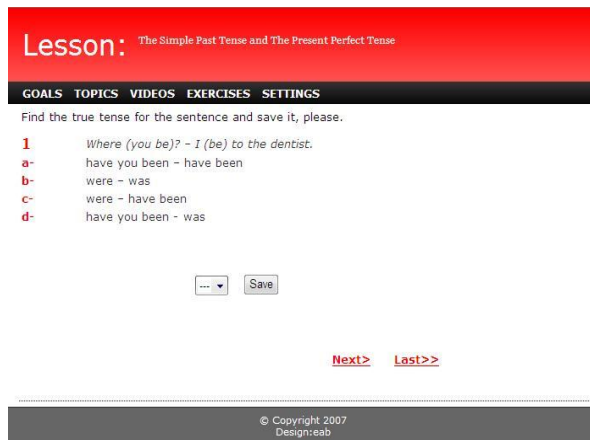 Lesson: The Simple Past Tense and The Present Perfect Tense
GOALS TOPICS VIDEOS EXERCISES SETTINGS
Find the true tense for the sentence and save it, please.
1 Where (you be)? – I (be) to the dentist.
a- have you been – have been
b- were – was
c- were – have been
d- have you been - was
--- Save
Next> Last>>
© Copyright 2007
Design:eab